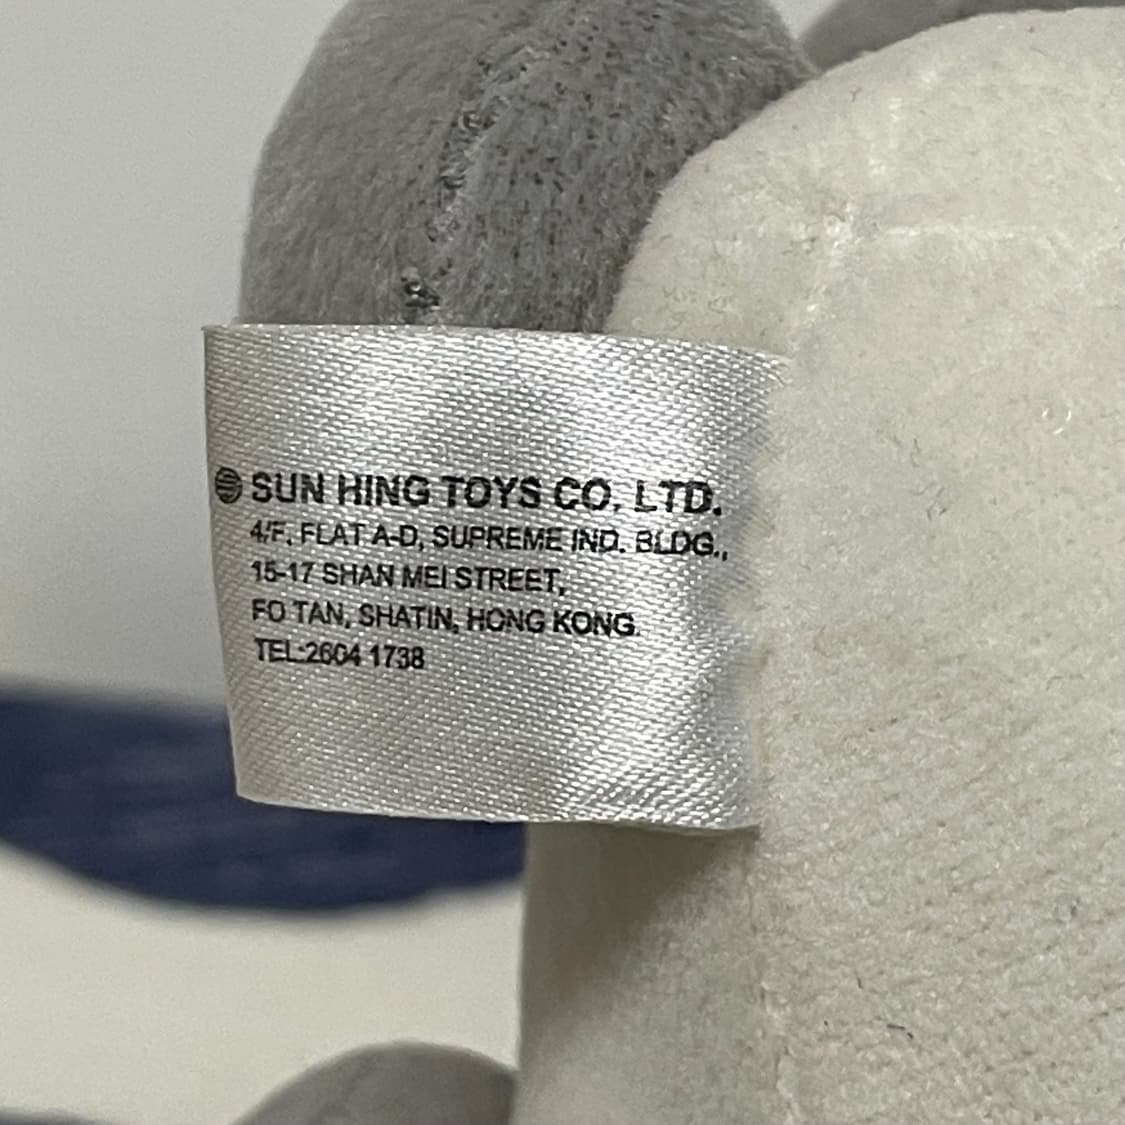 SUN HING TOYS CO. LTD.
4/F, FLAT A-D, SUPREME IND. BLDG.,
15-17 SHAN MEI STREET,
FO TAN, SHATIN, HONG KONG.
TEL:2604 1738